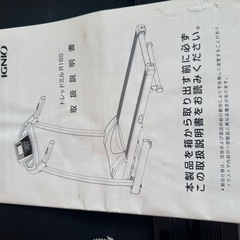 IGNIO
トレッドミル R16S
取扱説明書
本製品を箱から取り出す前に必ず
この取扱説明書をお読みください。